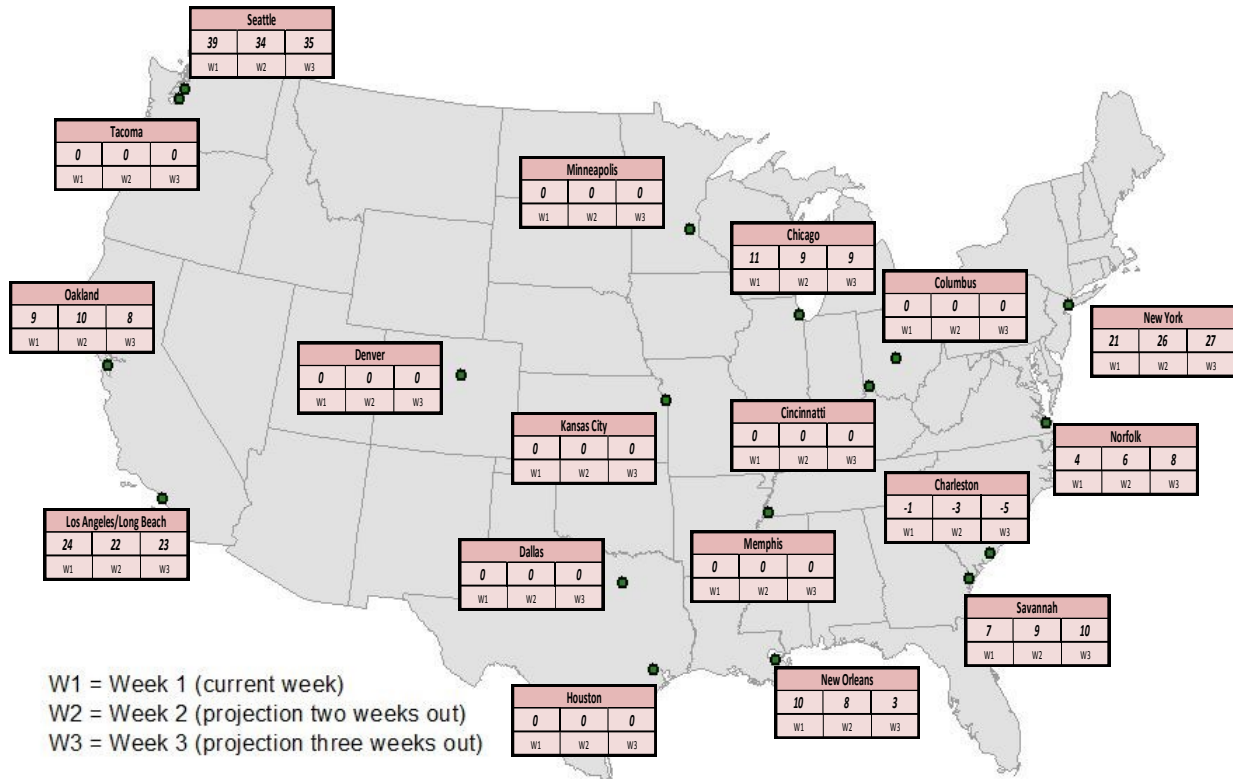 Seattle
39 34 35
W1 W2 W3
Tacoma
0 0 0
W1 W2 W3
Minneapolis
0 0 0
W1 W2 W3
Chicago
11 9 9
W1 W2 W3
Columbus
0 0 0
W1 W2 W3
Oakland
9 10 8
W1 W2 W3
New York
21 26 27
W1 W2 W3
Denver
0 0 0
W1 W2 W3
Kansas City
0 0 0
W1 W2 W3
Cincinnatti
0 0 0
W1 W2 W3
Norfolk
4 6 8
W1 W2 W3
Charleston
-1 -3 -5
W1 W2 W3
Los Angeles/Long Beach
24 22 23
W1 W2 W3
Dallas
0 0 0
W1 W2 W3
Memphis
0 0 0
W1 W2 W3
Savannah
7 9 10
W1 W2 W3
New Orleans
10 8 3
W1 W2 W3
Houston
0 0 0
W1 W2 W3
W1 = Week 1 (current week)
W2 = Week 2 (projection two weeks out)
W3 = Week 3 (projection three weeks out)